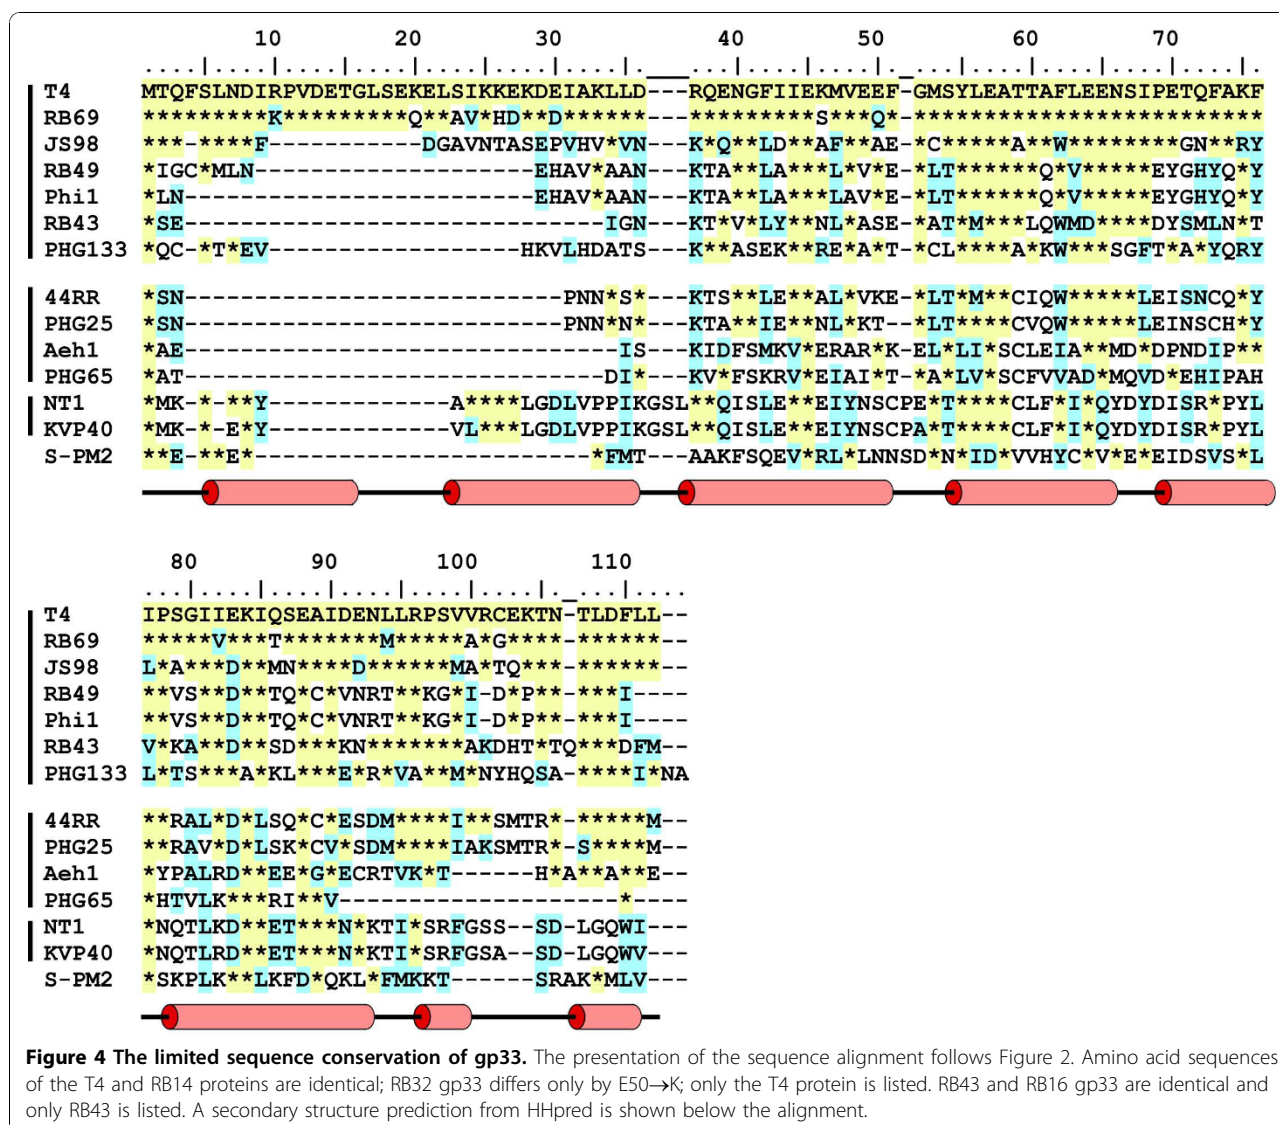 10 20 30 40 50 60 70
T4 MTQFSLNDIRPVDETGLSEKELSIKKEKDEIAKLLD---RQENGFIIEKMVEEF-GMSYLEATTAFLEENSIPETQFAKF
RB69 *********K*********Q**AV*HD**D******---*********S***Q*-*************************
JS98 ***-****F-----------DGAVNTASEPVHV*VN---K*Q**LD**AF**AE-*C*****A**W********GN**RY
RB49 *IGC*MLN--------------------EHAV*AAN---KTA**LA***L*V*E-*LT******Q*V*****EYGHYQ*Y
Phi1 *LN-------------------------EHAV*AAN---KTA**LA***LAV*E-*LT******Q*V*****EYGHYQ*Y
RB43 *SE------------------------------IGN---KT*V*LY**NL*ASE-*AT*M***LQWMD****DYSMLN*T
PHG133 *QC-*T*EV------------------HKVLHDATS---K**ASEK**RE*A*T-*CL****A*KW***SGFT*A*YQRY
44RR *SN---------------------------PNN*S*---KTS**LE**AL*VKE-*LT*M**CIQW*****LEISNCQ*Y
PHG25 *SN---------------------------PNN*N*---KTA**IE**NL*KT--*LT****CVQW*****LEINSCH*Y
Aeh1 *AE-------------------------------IS---KIDFSMKV*ERAR*K-EL*LI*SCLEIA**MD*DPNDIP**
PHG65 *AT------------------------------DI*---KV*FSKRV*EIAI*T-*A*LV*SCFVVAD*MQVD*EHIPAH
NT1 *MK-*-**Y-------------A****LGDLVPPIKGSL**QISLE**EIYNSCPE*T****CLF*I*QYDYDISR*PYL
KVP40 *MK-*-E*Y-------------VL***LGDLVPPIKGSL**QISLE**EIYNSCPA*T****CLF*I*QYDYDISR*PYL
S-PM2 **E-**E*------------------------*FMT---AAKFSQEV*RL*LNNSD*N*ID*VVHYC*V*E*EIDSVS*L
80 90 100 110
T4 IPSGIIEKIQSEAIDENLLRPSVVRCEKTN-TLDFLL--
RB69 *****V***T*******M*****A*G****-******--
JS98 L*A***D**MN****D******MA*TQ***-******--
RB49 **VS**D**TQ*C*VNRT**KG*I-D*P**-***I----
Phi1 **VS**D**TQ*C*VNRT**KG*I-D*P**-***I----
RB43 V*KA**D**SD***KN*******AKDHT*TQ***DFM--
PHG133 L*TS***A*KL***E*R*VA**M*NYHQSA-****I*NA
44RR **RAL*D*LSQ*C*ESDM****I**SMTR*-*****M--
PHG25 **RAV*D*LSK*CV*SDM****IAKSMTR*-S****M--
Aeh1 *YPALRD**EE*G*ECRTVK*T------H*A**A**E--
PHG65 *HTVLK***RI**V--------------------*----
NT1 *NQTLKD**ET***N*KTI*SRFGSS--SD-LGQWI---
KVP40 *NQTLRD**ET***N*KTI*SRFGSA--SD-LGQWV---
S-PM2 *SKPLK**LKFD*QKL*FMKKT------SRAK*MLV---
Figure 4 The limited sequence conservation of gp33. The presentation of the sequence alignment follows Figure 2. Amino acid sequences
of the T4 and RB14 proteins are identical; RB32 gp33 differs only by E50→K; only the T4 protein is listed. RB43 and RB16 gp33 are identical and
only RB43 is listed. A secondary structure prediction from HHpred is shown below the alignment.